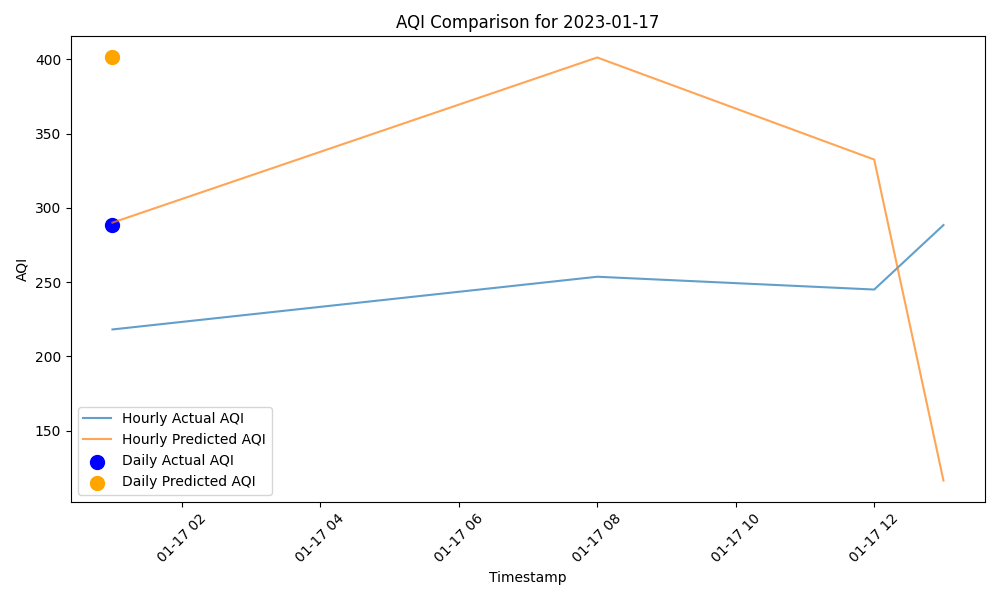 AQI Comparison for 2023-01-17
400
350
300
250
200
150
AQI
Hourly Actual AQI
Hourly Predicted AQI
Daily Actual AQI
Daily Predicted AQI
01-17 02
01-17 04
01-17 06
01-17 08
01-17 10
01-17 12
Timestamp